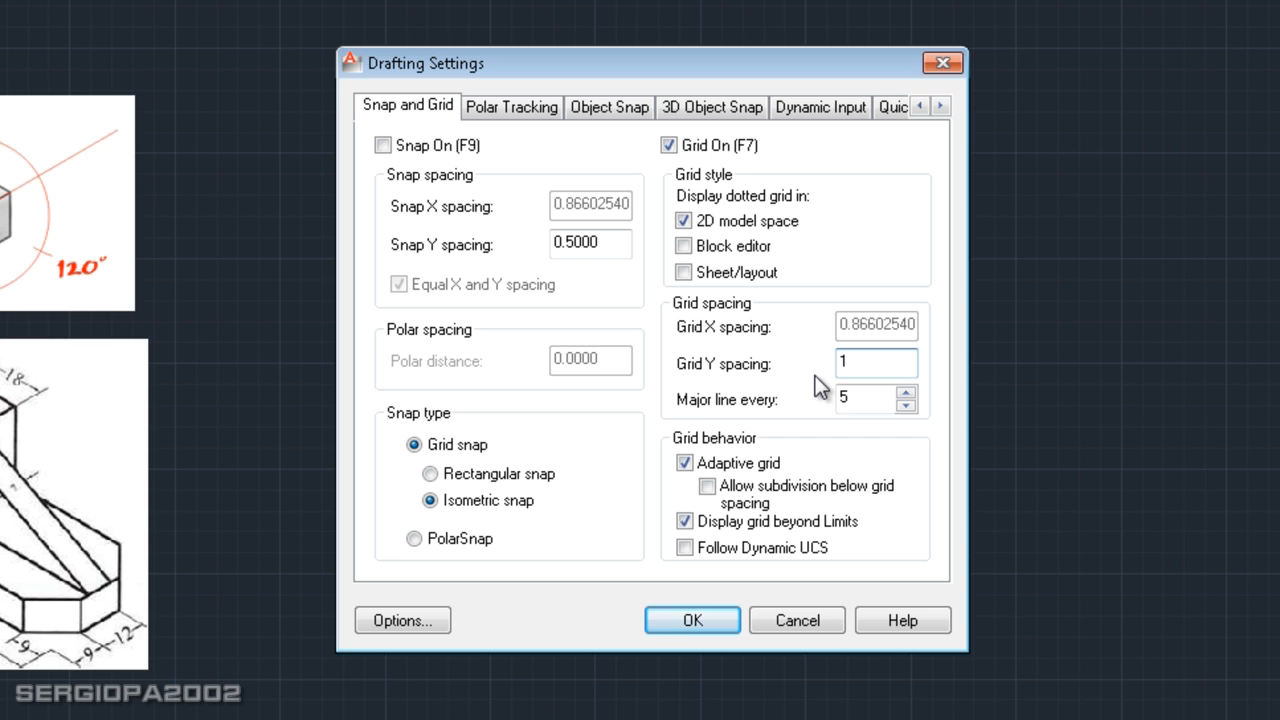 Drafting Settings
Snap and Grid
Polar Tracking
Object Snap
3D Object Snap
Dynamic Input
Quic
Snap On (F9)
Snap spacing
Snap X spacing: 0.86602540
Snap Y spacing: 0.5000
Equal X and Y spacing
Polar spacing
Polar distance: 0.0000
Snap type
Grid snap
Rectangular snap
Isometric snap
PolarSnap
Grid On (F7)
Grid style
Display dotted grid in:
2D model space
Block editor
Sheet/layout
Grid spacing
Grid X spacing: 0.86602540
Grid Y spacing: 1
Major line every: 5
Grid behavior
Adaptive grid
Allow subdivision below grid
spacing
Display grid beyond Limits
Follow Dynamic UCS
Options...
OK
Cancel
Help
120°
18
9
9
12
SERGIOPA2002